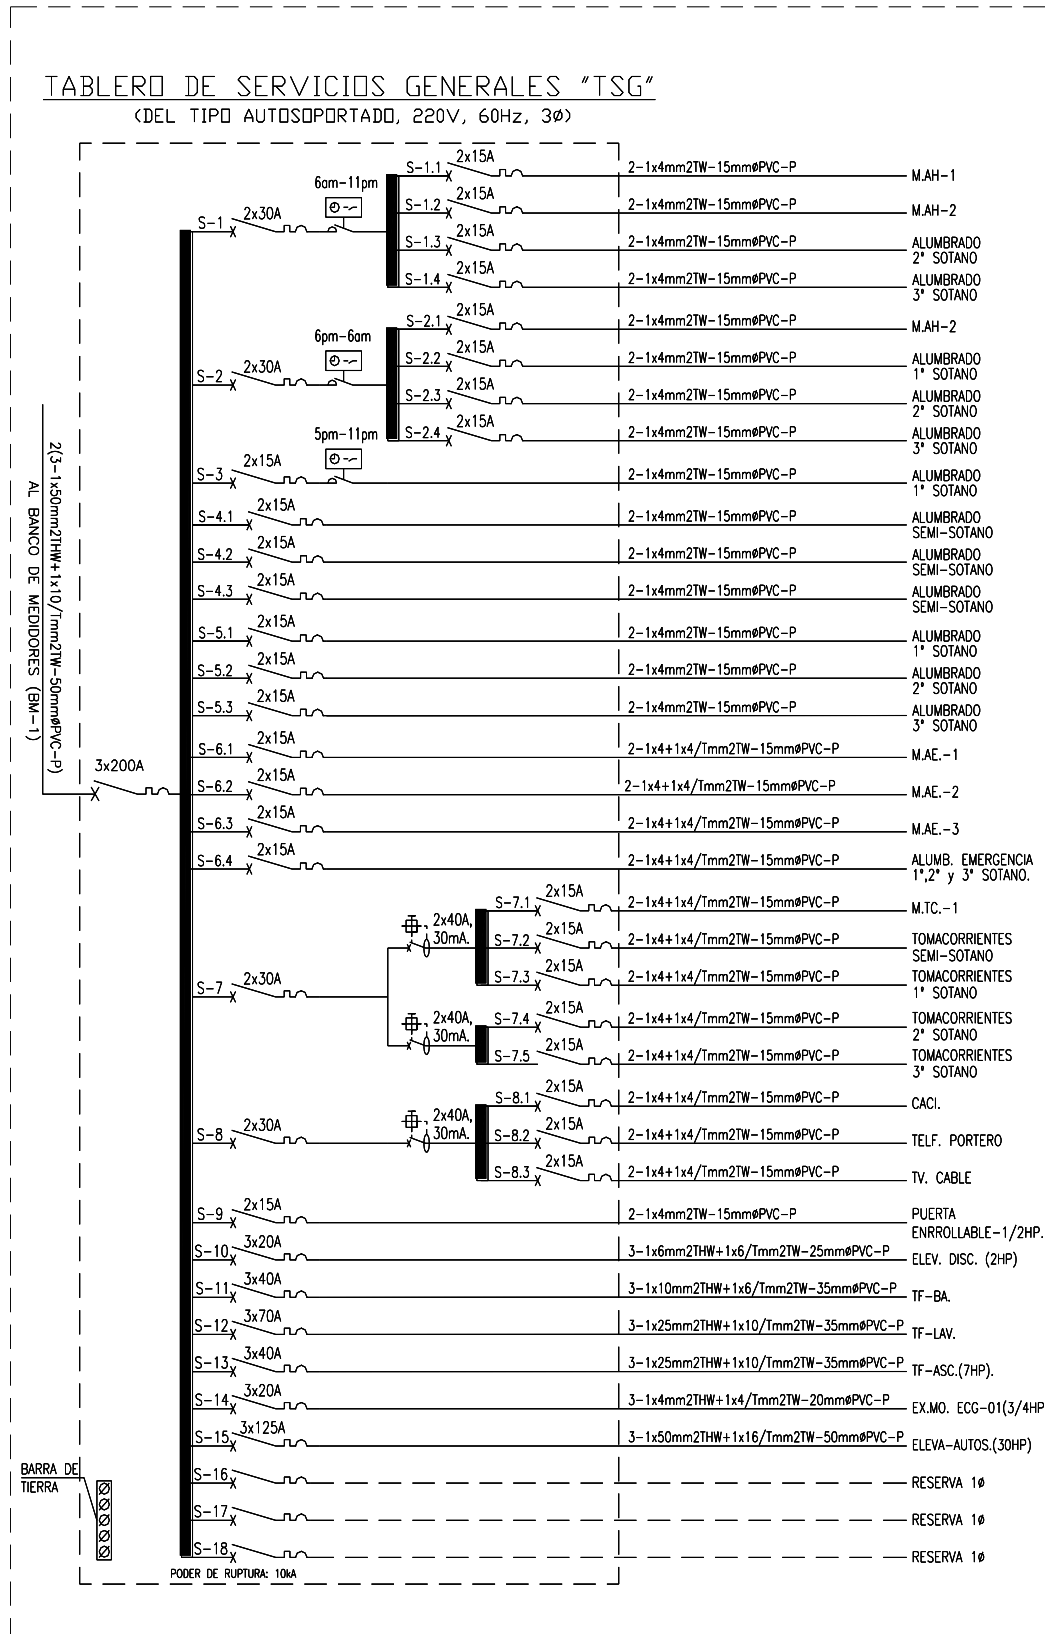 TABLERO DE SERVICIOS GENERALES "TSG"
(DEL TIPO AUTOSOPORTADO, 220V, 60Hz, 3Ø)
S-1 2x30A 6am-11pm
S-1.1 2x15A 2-1x4mm2TW-15mmøPVC-P M.AH-1
S-1.2 2x15A 2-1x4mm2TW-15mmøPVC-P M.AH-2
S-1.3 2x15A 2-1x4mm2TW-15mmøPVC-P ALUMBRADO
2° SOTANO
S-1.4 2x15A 2-1x4mm2TW-15mmøPVC-P ALUMBRADO
3° SOTANO
S-2 2x30A 6pm-6am
S-2.1 2x15A 2-1x4mm2TW-15mmøPVC-P M.AH-2
S-2.2 2x15A 2-1x4mm2TW-15mmøPVC-P ALUMBRADO
1° SOTANO
S-2.3 2x15A 2-1x4mm2TW-15mmøPVC-P ALUMBRADO
2° SOTANO
S-2.4 2x15A 2-1x4mm2TW-15mmøPVC-P ALUMBRADO
3° SOTANO
S-3 2x15A 5pm-11pm 2-1x4mm2TW-15mmøPVC-P ALUMBRADO
1° SOTANO
S-4.1 2x15A 2-1x4mm2TW-15mmøPVC-P ALUMBRADO
SEMI-SOTANO
S-4.2 2x15A 2-1x4mm2TW-15mmøPVC-P ALUMBRADO
SEMI-SOTANO
S-4.3 2x15A 2-1x4mm2TW-15mmøPVC-P ALUMBRADO
SEMI-SOTANO
S-5.1 2x15A 2-1x4mm2TW-15mmøPVC-P ALUMBRADO
1° SOTANO
S-5.2 2x15A 2-1x4mm2TW-15mmøPVC-P ALUMBRADO
2° SOTANO
S-5.3 2x15A 2-1x4mm2TW-15mmøPVC-P ALUMBRADO
3° SOTANO
2(3-1x50mm2THW+1x10/Tmm2TW-50mmøPVC-P)
AL BANCO DE MEDIDORES (BM-1)
3x200A
S-6.1 2x15A 2-1x4+1x4/Tmm2TW-15mmøPVC-P M.AE.-1
S-6.2 2x15A 2-1x4+1x4/Tmm2TW-15mmøPVC-P M.AE.-2
S-6.3 2x15A 2-1x4+1x4/Tmm2TW-15mmøPVC-P M.AE.-3
S-6.4 2x15A 2-1x4+1x4/Tmm2TW-15mmøPVC-P ALUMB. EMERGENCIA
1°,2° y 3° SOTANO.
S-7 2x30A
2x40A,
30mA.
S-7.1 2x15A 2-1x4+1x4/Tmm2TW-15mmøPVC-P M.TC.-1
S-7.2 2x15A 2-1x4+1x4/Tmm2TW-15mmøPVC-P TOMACORRIENTES
SEMI-SOTANO
S-7.3 2x15A 2-1x4+1x4/Tmm2TW-15mmøPVC-P TOMACORRIENTES
1° SOTANO
2x40A,
30mA.
S-7.4 2x15A 2-1x4+1x4/Tmm2TW-15mmøPVC-P TOMACORRIENTES
2° SOTANO
S-7.5 2x15A 2-1x4+1x4/Tmm2TW-15mmøPVC-P TOMACORRIENTES
3° SOTANO
S-8 2x30A
2x40A,
30mA.
S-8.1 2x15A 2-1x4+1x4/Tmm2TW-15mmøPVC-P CACI.
S-8.2 2x15A 2-1x4+1x4/Tmm2TW-15mmøPVC-P TELF. PORTERO
S-8.3 2x15A 2-1x4+1x4/Tmm2TW-15mmøPVC-P TV. CABLE
S-9 2x15A 2-1x4mm2TW-15mmøPVC-P PUERTA
ENRROLLABLE-1/2HP.
S-10 3x20A 3-1x6mm2THW+1x6/Tmm2TW-25mmøPVC-P ELEV. DISC. (2HP)
S-11 3x40A 3-1x10mm2THW+1x6/Tmm2TW-35mmøPVC-P TF-BA.
S-12 3x70A 3-1x25mm2THW+1x10/Tmm2TW-35mmøPVC-P TF-LAV.
S-13 3x40A 3-1x25mm2THW+1x10/Tmm2TW-35mmøPVC-P TF-ASC.(7HP).
S-14 3x20A 3-1x4mm2THW+1x4/Tmm2TW-20mmøPVC-P EX.MO. ECG-01(3/4HP
S-15 3x125A 3-1x50mm2THW+1x16/Tmm2TW-50mmøPVC-P ELEVA-AUTOS.(30HP)
BARRA DE
TIERRA
S-16 RESERVA 1ø
S-17 RESERVA 1ø
S-18 RESERVA 1ø
PODER DE RUPTURA: 10kA